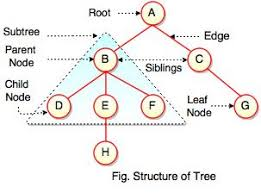 Root
A
Subtree
Edge
Parent
Node
B
Siblings
C
Child
Node
D
E
F
Leaf
Node
G
H
Fig. Structure of Tree